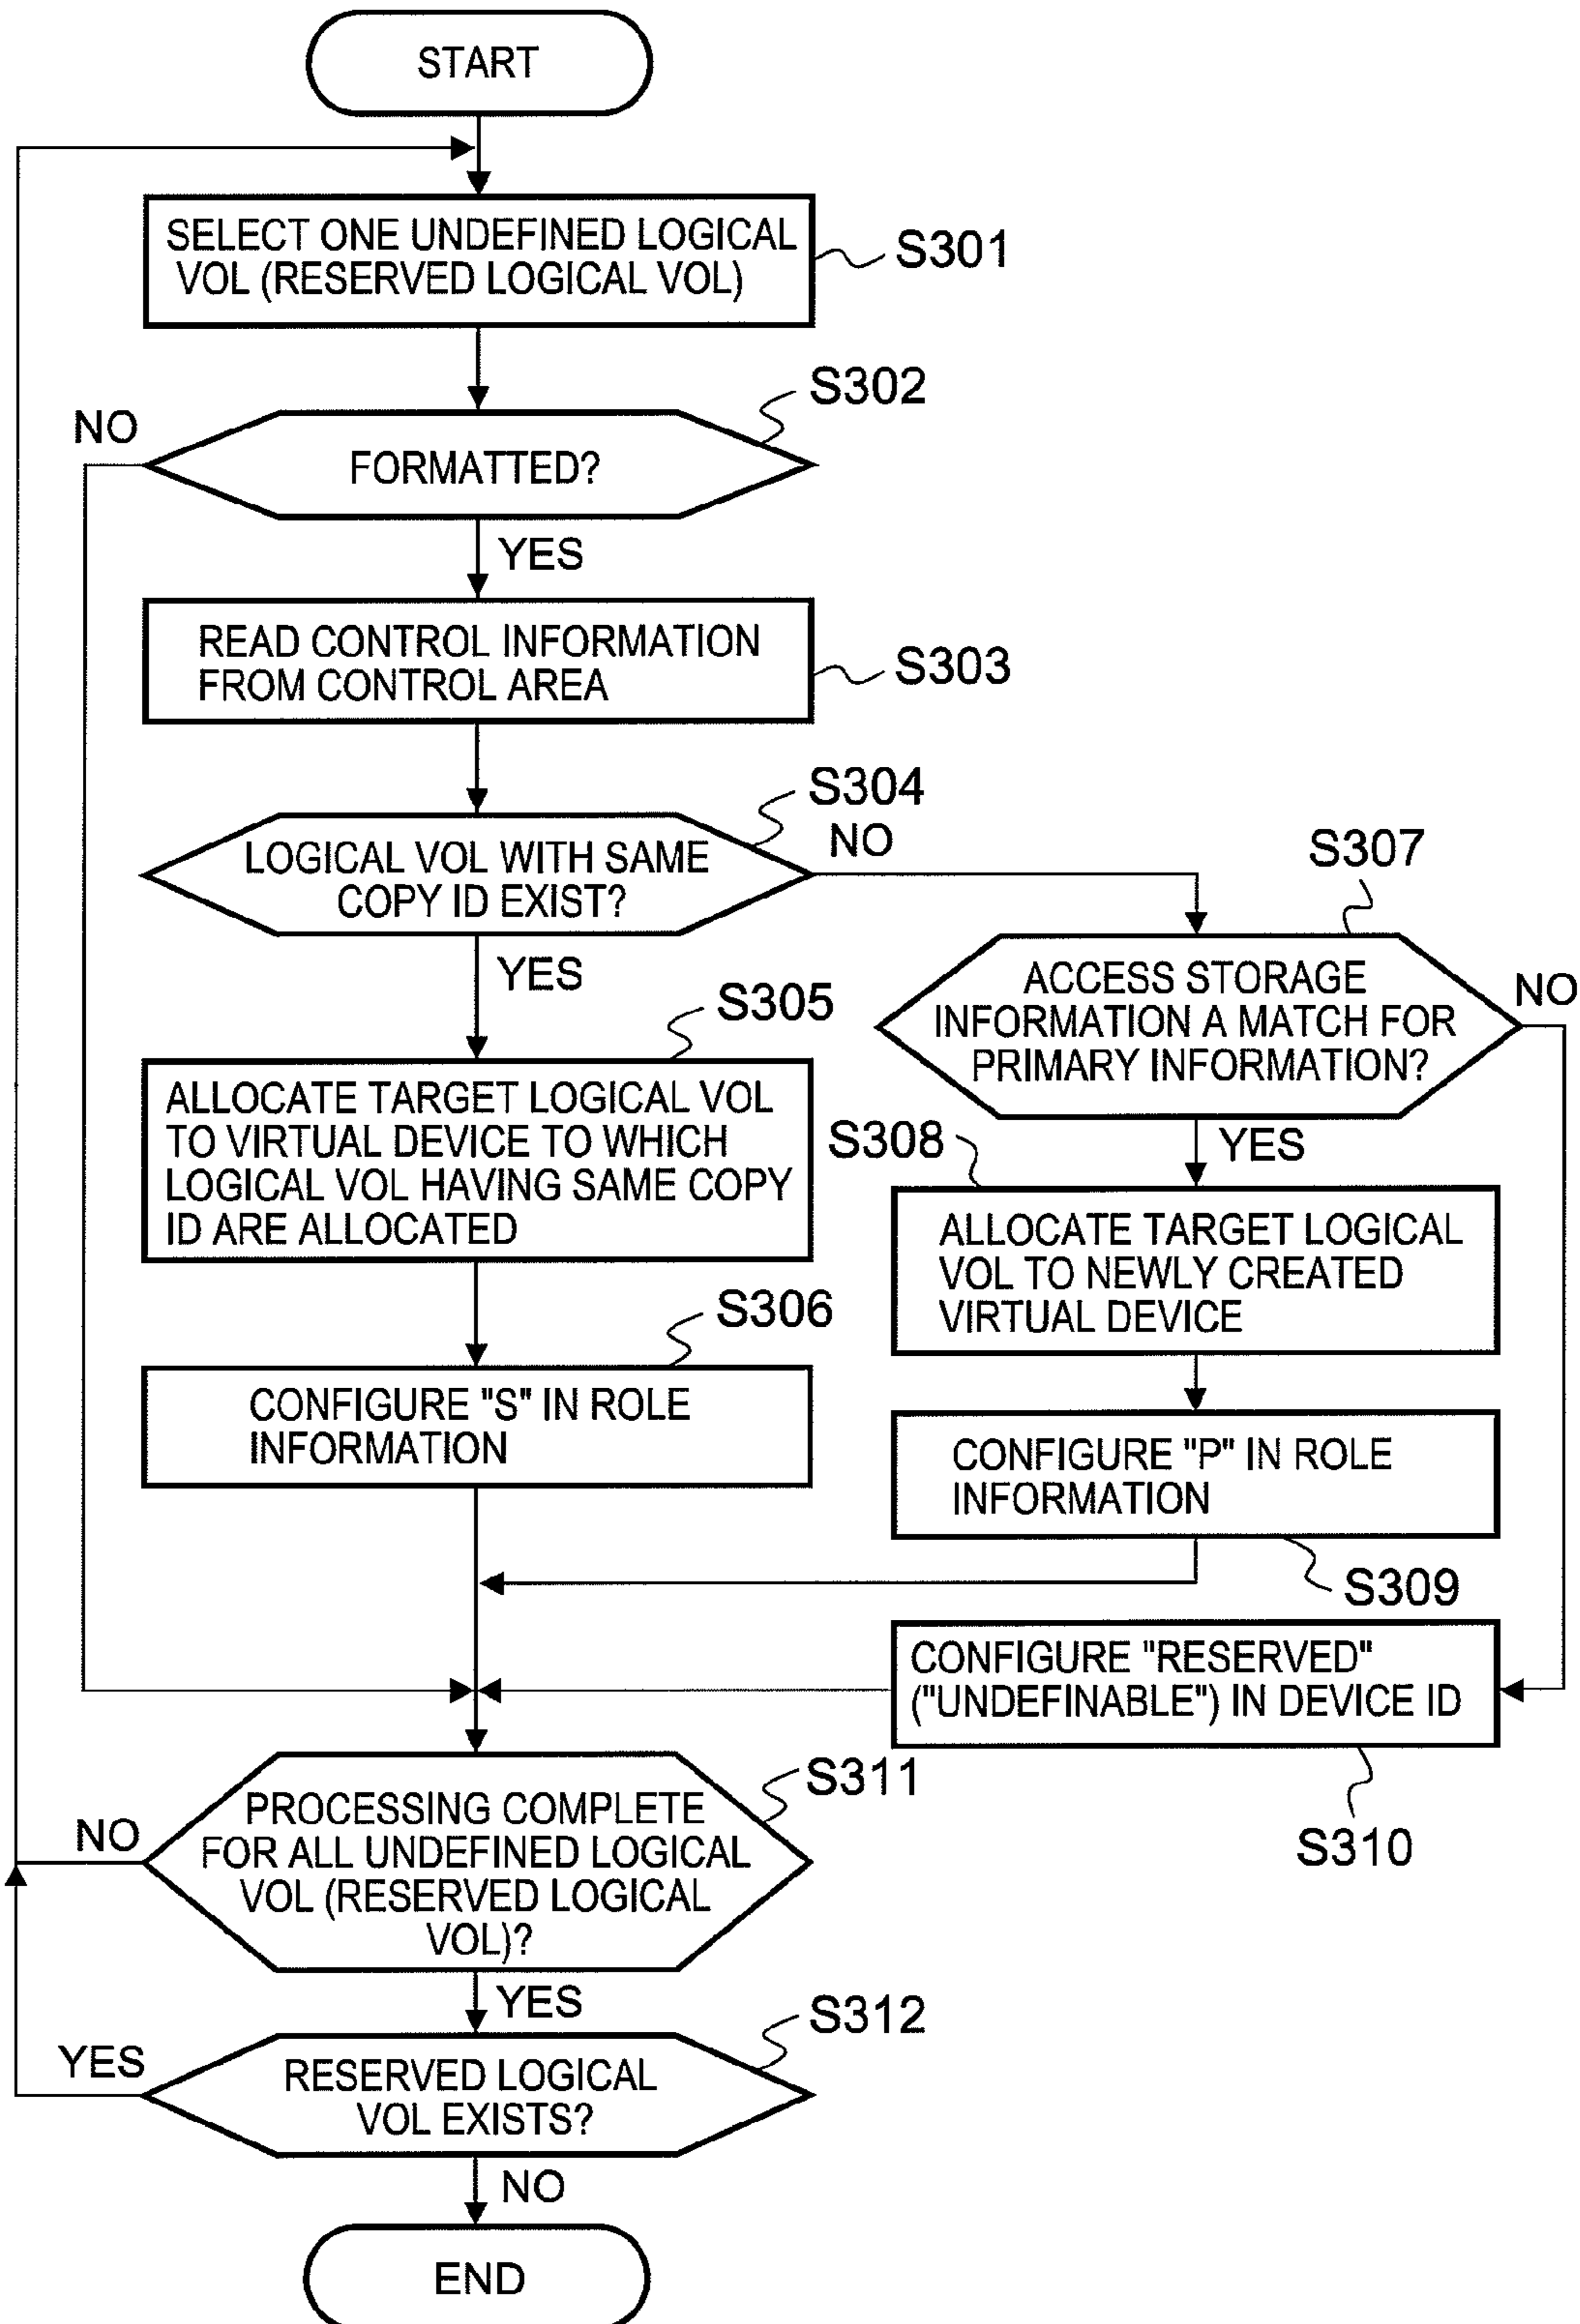 START
SELECT ONE UNDEFINED LOGICAL
VOL (RESERVED LOGICAL VOL)
S301
S302
NO
FORMATTED?
YES
READ CONTROL INFORMATION
FROM CONTROL AREA
S303
S304
LOGICAL VOL WITH SAME
COPY ID EXIST?
NO
YES
S307
ACCESS STORAGE
INFORMATION A MATCH FOR
PRIMARY INFORMATION?
NO
YES
S305
ALLOCATE TARGET LOGICAL VOL
TO VIRTUAL DEVICE TO WHICH
LOGICAL VOL HAVING SAME COPY
ID ARE ALLOCATED
S308
ALLOCATE TARGET LOGICAL
VOL TO NEWLY CREATED
VIRTUAL DEVICE
S306
CONFIGURE "S" IN ROLE
INFORMATION
CONFIGURE "P" IN ROLE
INFORMATION
S309
CONFIGURE "RESERVED"
("UNDEFINABLE") IN DEVICE ID
S310
S311
PROCESSING COMPLETE
FOR ALL UNDEFINED LOGICAL
VOL (RESERVED LOGICAL
VOL)?
NO
YES
S312
RESERVED LOGICAL
VOL EXISTS?
YES
NO
END